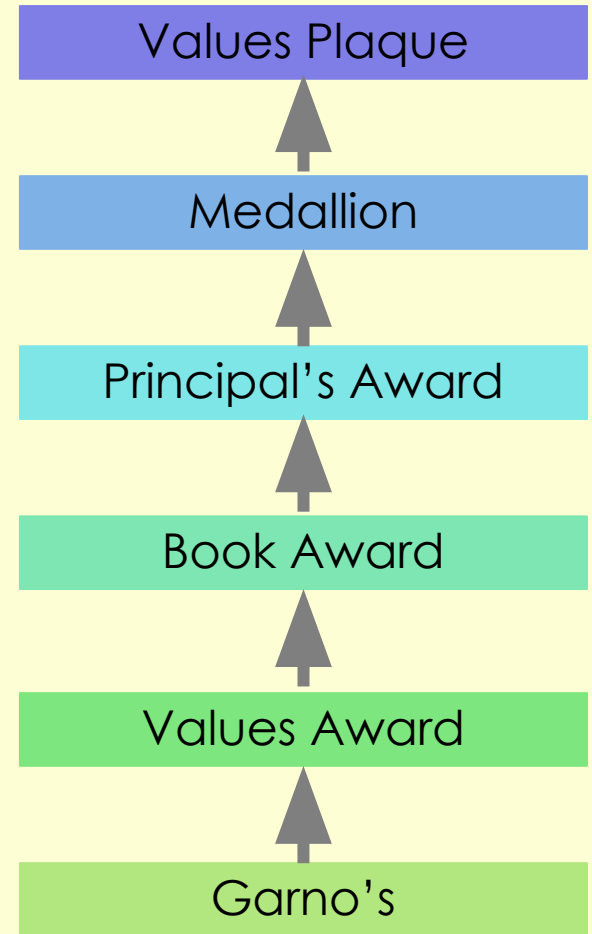 Values Plaque
Medallion
Principal’s Award
Book Award
Values Award
Garno’s